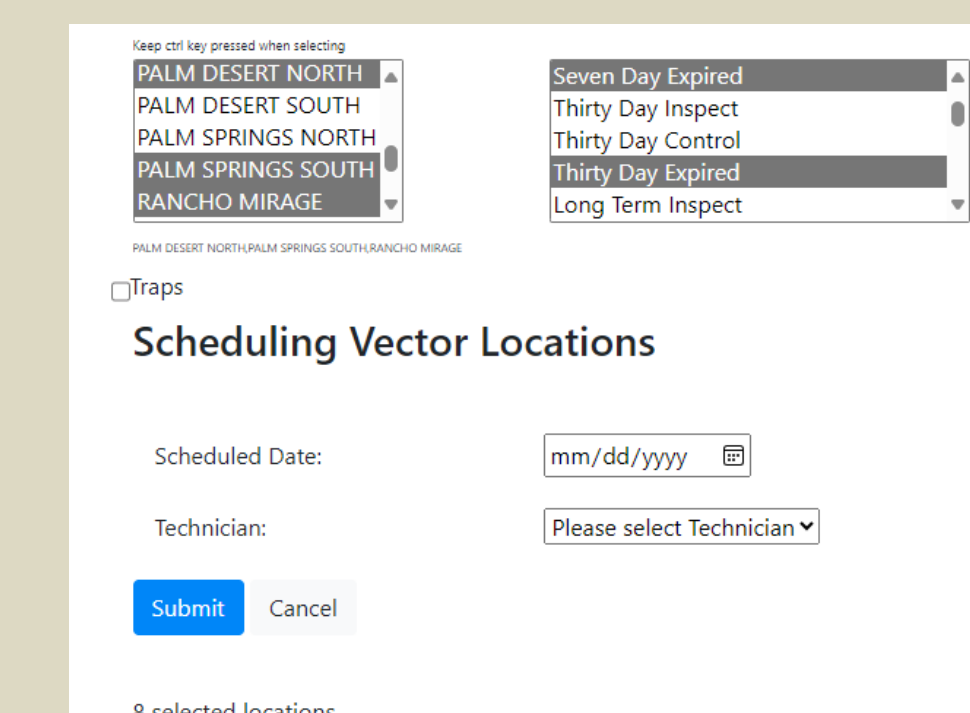 Keep ctrl key pressed when selecting
PALM DESERT NORTH
PALM DESERT SOUTH
PALM SPRINGS NORTH
PALM SPRINGS SOUTH
RANCHO MIRAGE
Seven Day Expired
Thirty Day Inspect
Thirty Day Control
Thirty Day Expired
Long Term Inspect
PALM DESERT NORTH,PALM SPRINGS SOUTH,RANCHO MIRAGE
Traps
Scheduling Vector Locations
Scheduled Date:
mm/dd/yyyy
Technician:
Please select Technician
Submit
Cancel
8 selected locations